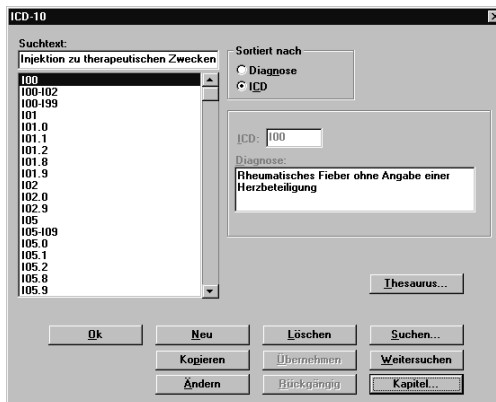 ICD-10
Suchtext:
Injektion zu therapeutischen Zwecken
I00
I00-I02
I00-I99
I01
I01.0
I01.1
I01.2
I01.8
I01.9
I02
I02.0
I02.9
I05
I05-I09
I05.0
I05.1
I05.2
I05.8
I05.9
Sortiert nach
Diagnose
ICD
ICD: I00
Diagnose:
Rheumatisches Fieber ohne Angabe einer
Herzbeteiligung
Thesaurus...
Ok Neu Löschen Suchen...
Kopieren Übernehmen Weitersuchen
Ändern Rückgängig Kapitel...